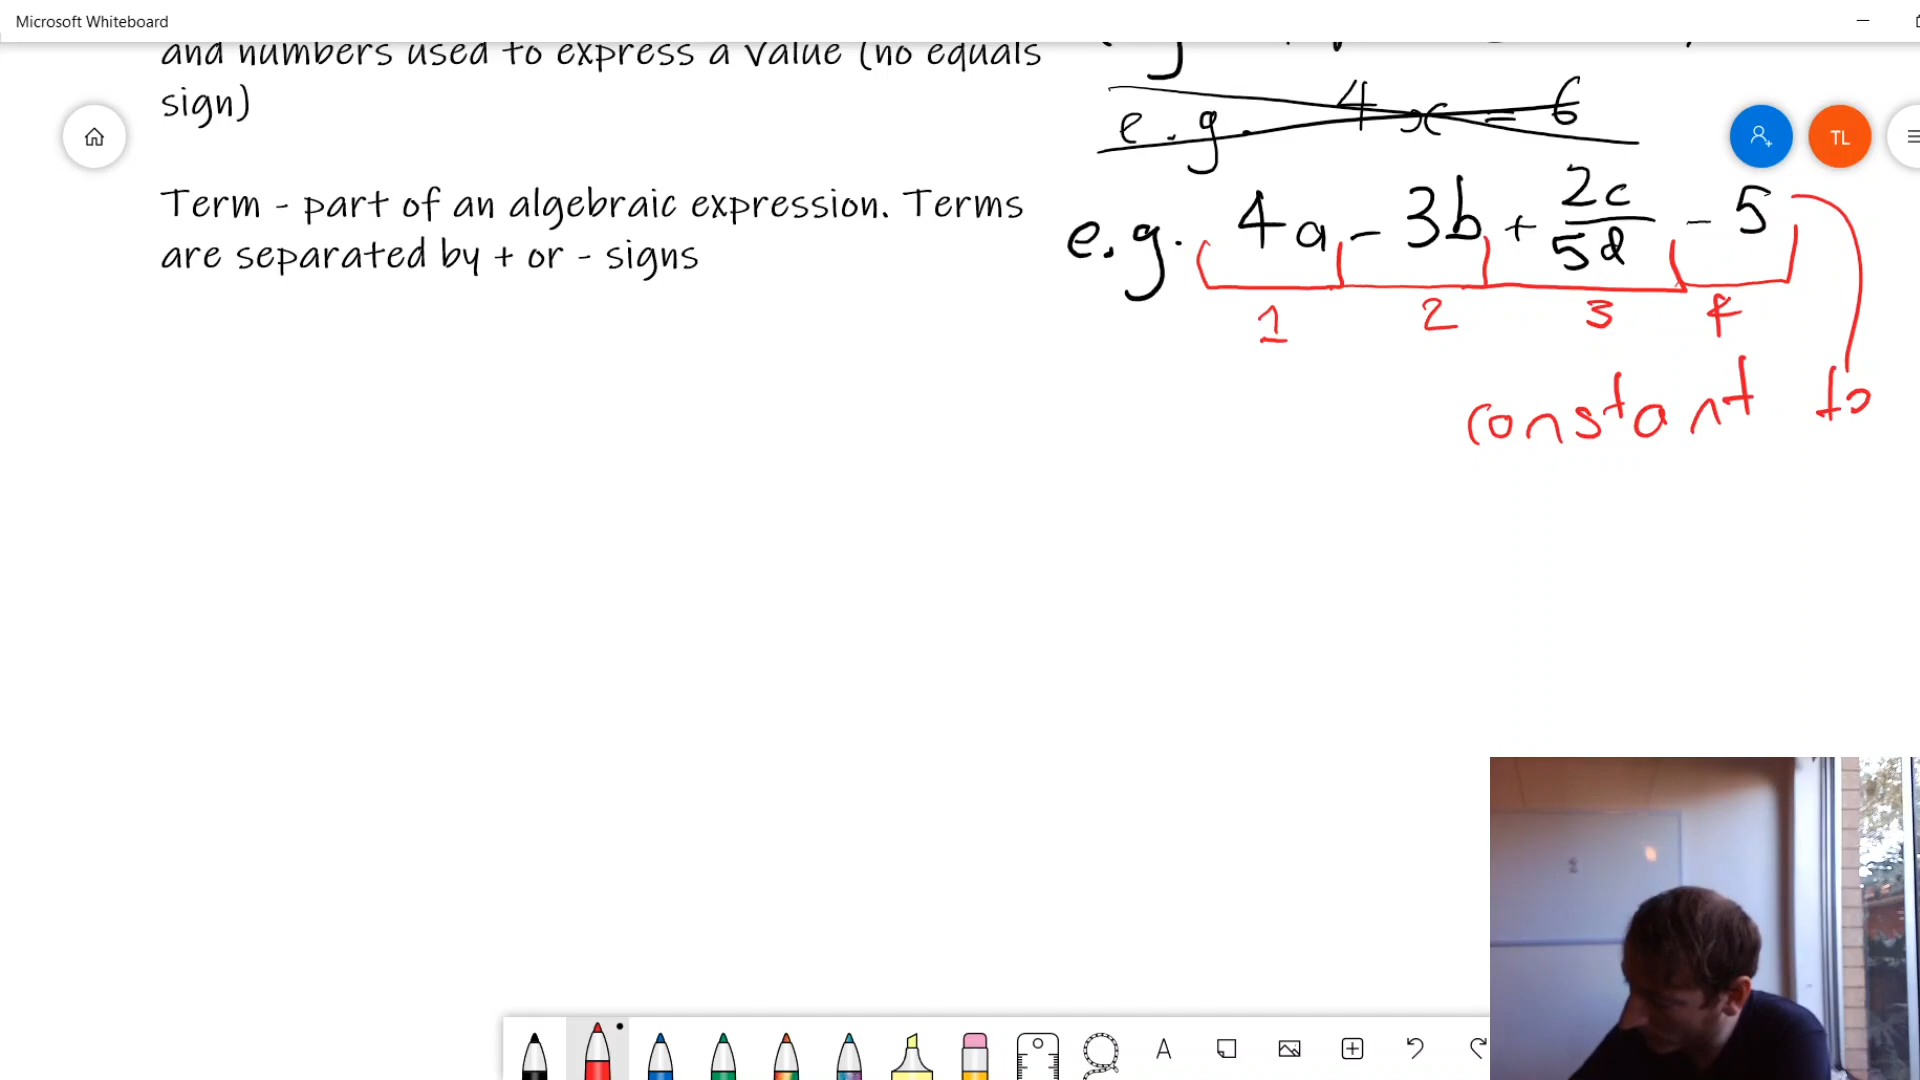 Microsoft Whiteboard
and numbers used to express a value (no equals
sign)
e.g. 4x = 6
TL
Term - part of an algebraic expression. Terms
are separated by + or - signs
e.g. 4a - 3b + 2c/5d - 5
1 2 3 4
constant te
A